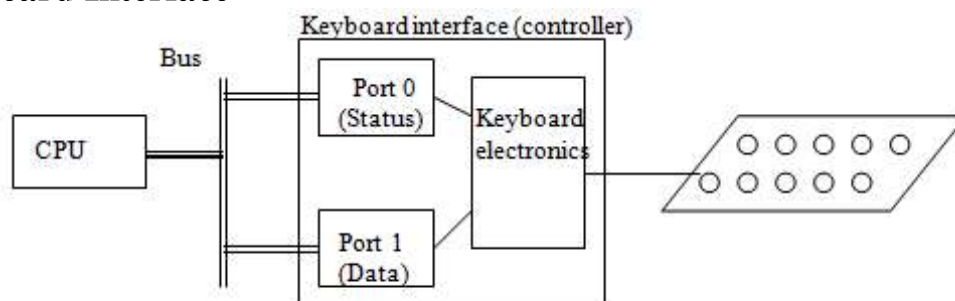 Keyboard interface (controller)
Bus
Port 0
(Status)
CPU
Keyboard
electronics
Port 1
(Data)